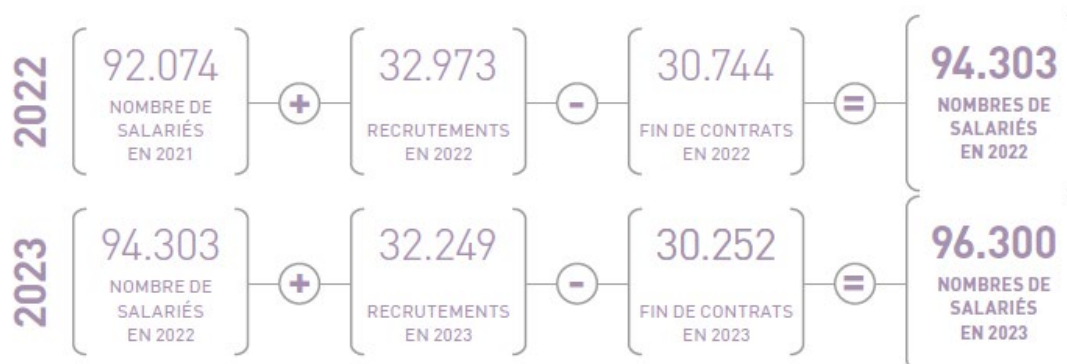 2022
92.074
NOMBRE DE
SALARIÉS
EN 2021
+
32.973
RECRUTEMENTS
EN 2022
-
30.744
FIN DE CONTRATS
EN 2022
=
94.303
NOMBRES DE
SALARIÉS
EN 2022
2023
94.303
NOMBRE DE
SALARIÉS
EN 2022
+
32.249
RECRUTEMENTS
EN 2023
-
30.252
FIN DE CONTRATS
EN 2023
=
96.300
NOMBRES DE
SALARIÉS
EN 2023